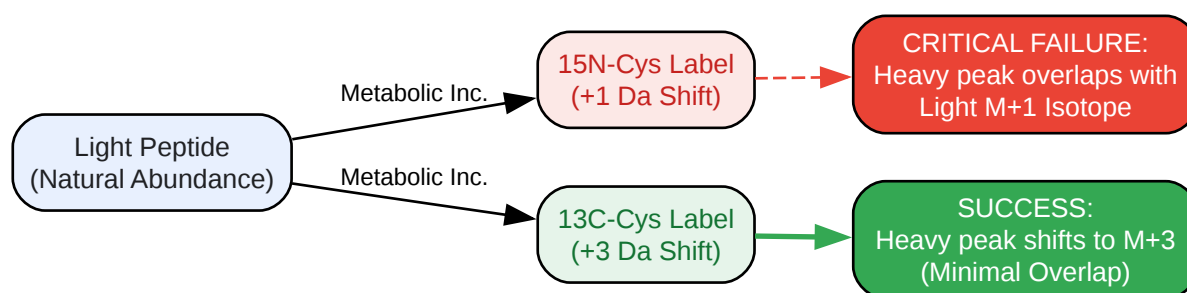 Light Peptide
(Natural Abundance)
Metabolic Inc.
Metabolic Inc.
15N-Cys Label
(+1 Da Shift)
13C-Cys Label
(+3 Da Shift)
CRITICAL FAILURE:
Heavy peak overlaps with
Light M+1 Isotope
SUCCESS:
Heavy peak shifts to M+3
(Minimal Overlap)